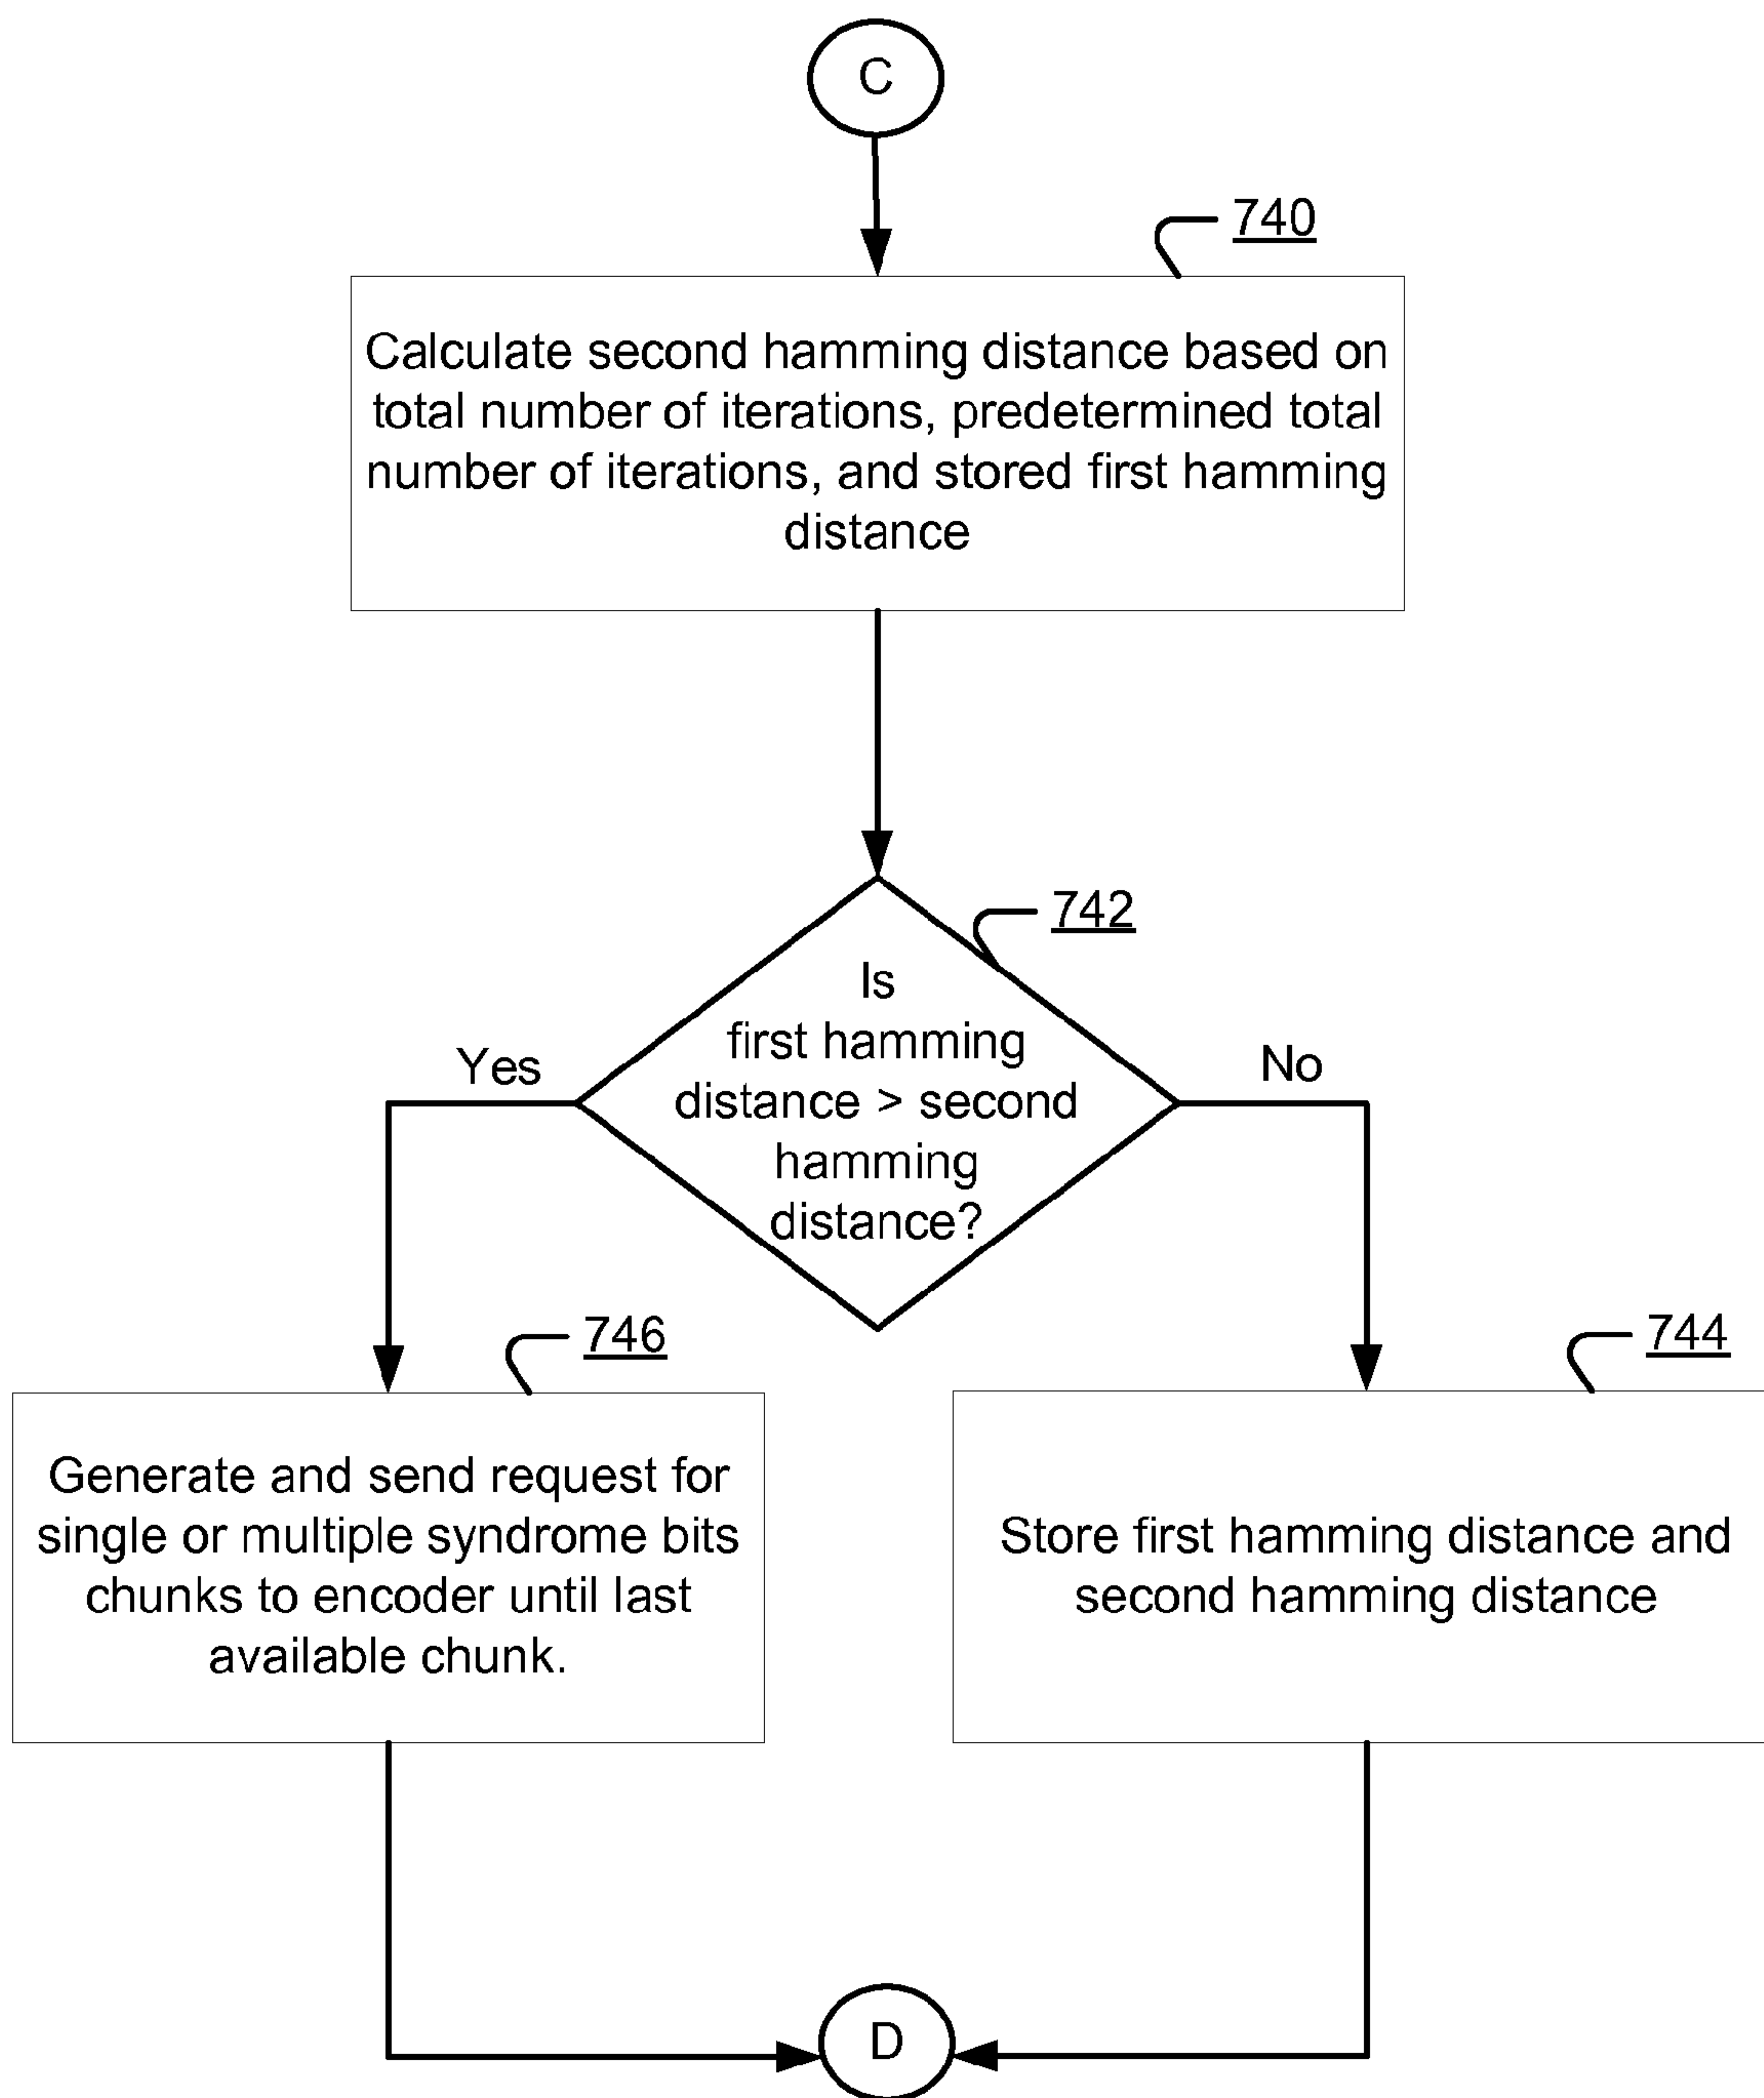 C
740
Calculate second hamming distance based on
total number of iterations, predetermined total
number of iterations, and stored first hamming
distance
742
Is
first hamming
distance > second
hamming
distance?
Yes
No
746
744
Generate and send request for
single or multiple syndrome bits
chunks to encoder until last
available chunk.
Store first hamming distance and
second hamming distance
D